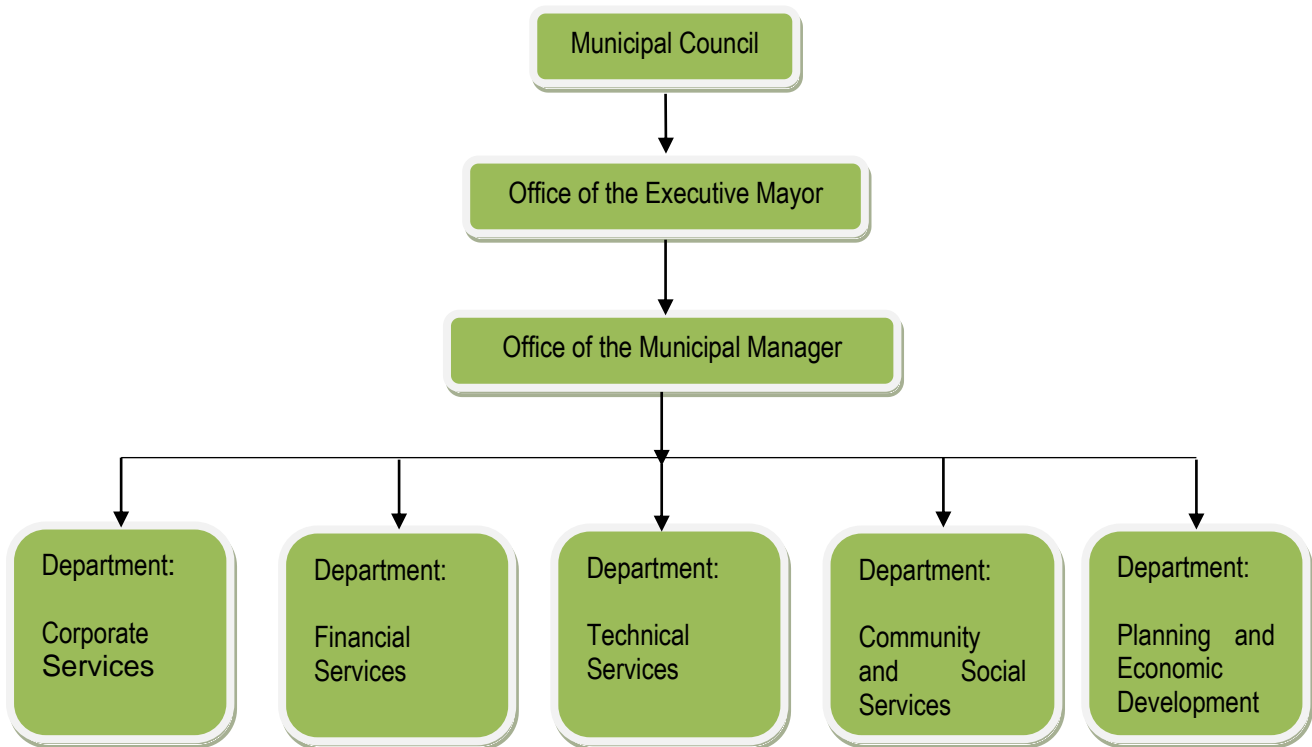 Municipal Council
Office of the Executive Mayor
Office of the Municipal Manager
Department:
Corporate
Services
Department:
Financial
Services
Department:
Technical
Services
Department:
Community
and Social
Services
Department:
Planning and
Economic
Development